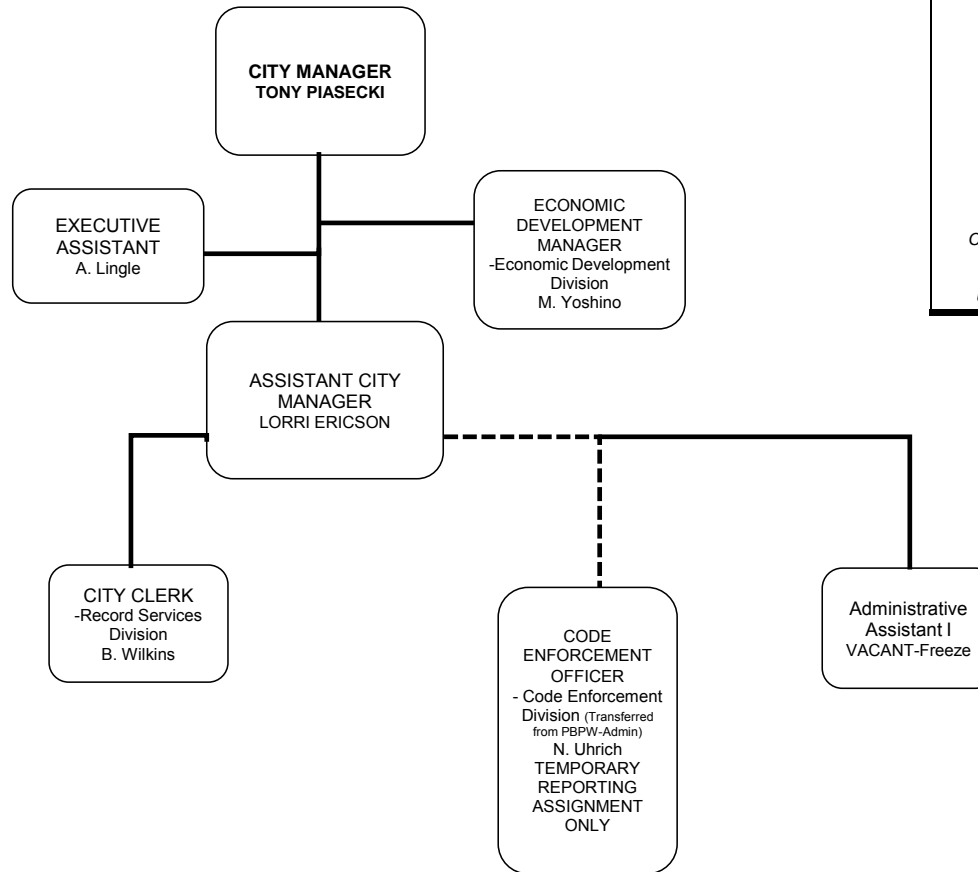 CITY MANAGER
TONY PIASECKI
EXECUTIVE
ASSISTANT
A. Lingle
ECONOMIC
DEVELOPMENT
MANAGER
-Economic Development
Division
M. Yoshino
ASSISTANT CITY
MANAGER
LORRI ERICSON
CITY CLERK
-Record Services
Division
B. Wilkins
CODE
ENFORCEMENT
OFFICER
- Code Enforcement
Division (Transferred
from PBPW-Admin)
N. Uhrich
TEMPORARY
REPORTING
ASSIGNMENT
ONLY
Administrative
Assistant I
VACANT-Freeze